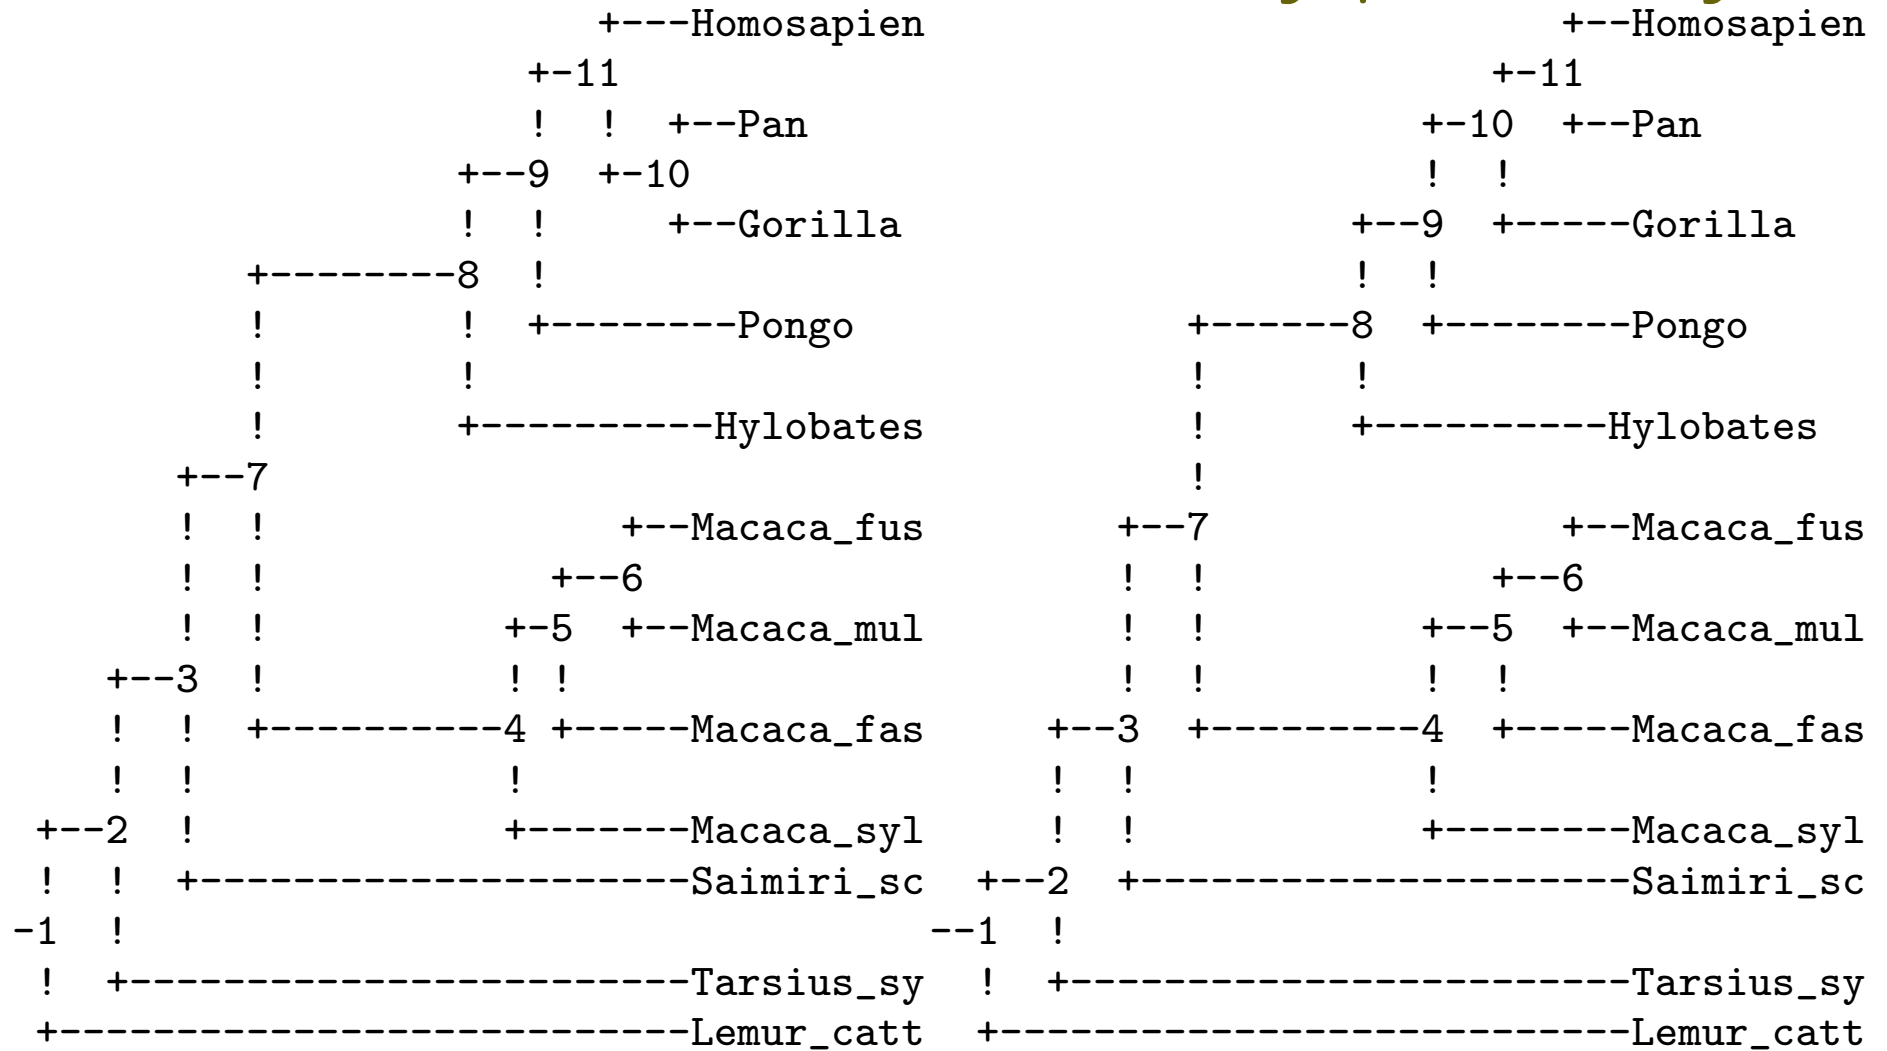 +---Homosapien +--Homosapien
+-11 +-11
! ! +--Pan +-10 +--Pan
+--9 +-10 ! !
! ! +--Gorilla +--9 +-----Gorilla
+--------8 ! ! !
! ! +--------Pongo +------8 +--------Pongo
! ! ! !
! +----------Hylobates ! +----------Hylobates
+--7 !
! ! +--Macaca_fus +--7 +--Macaca_fus
! ! +--6 ! ! +--6
! ! +-5 +--Macaca_mul ! ! +--5 +--Macaca_mul
+--3 ! ! ! ! ! ! !
! ! +----------4 +-----Macaca_fas +--3 +---------4 +-----Macaca_fas
! ! ! ! ! !
+--2 ! +-------Macaca_syl ! ! +--------Macaca_syl
! ! +---------------------Saimiri_sc +--2 +---------------------Saimiri_sc
-1 ! --1 !
! +------------------------Tarsius_sy ! +------------------------Tarsius_sy
+---------------------------Lemur_catt +---------------------------Lemur_catt